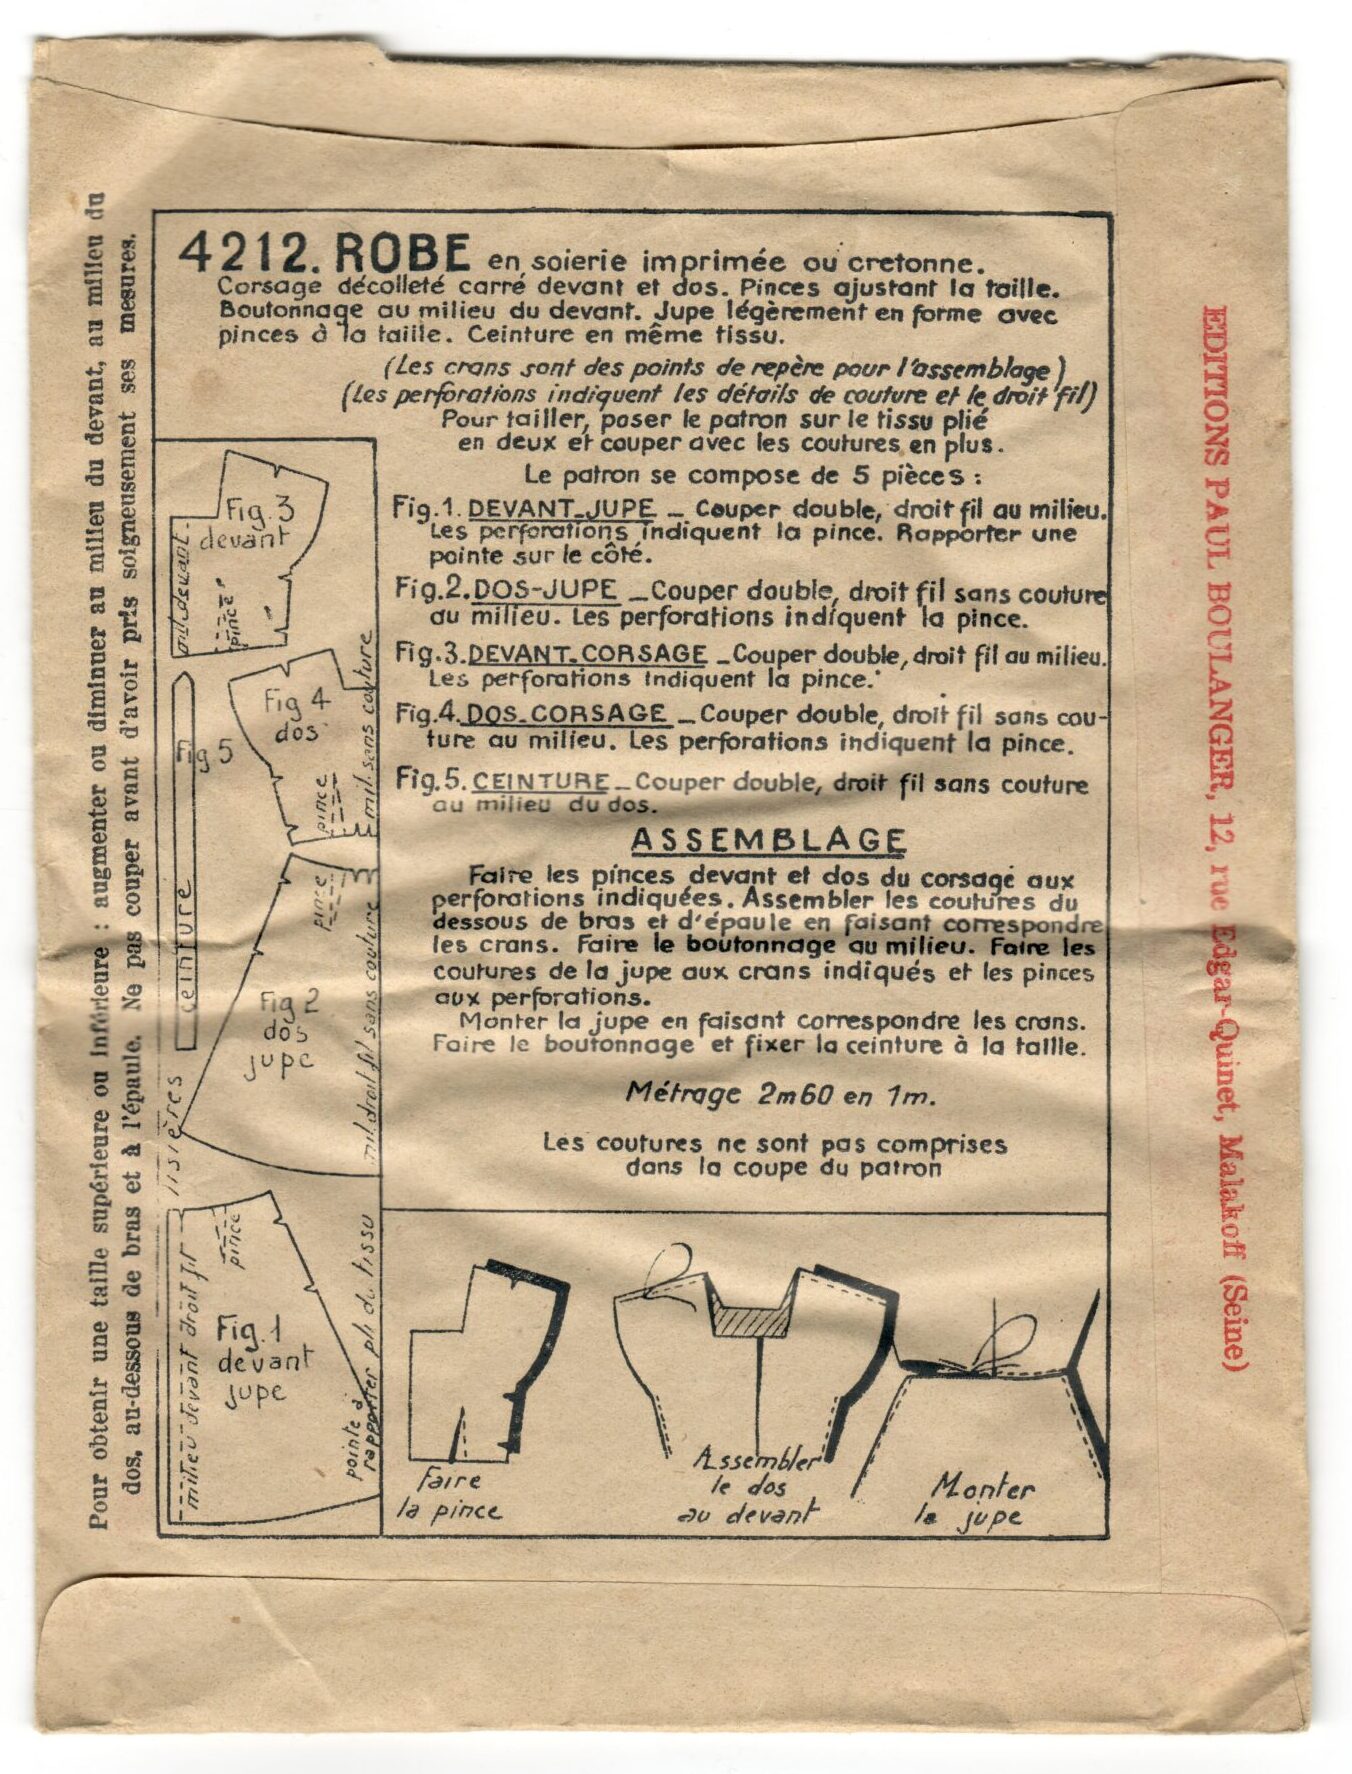 4212. ROBE en soierie imprimée ou cretonne.
Corsage décolleté carré devant et dos. Pinces ajustant la taille.
Boutonnage au milieu du devant. Jupe légèrement en forme avec
pinces à la taille. Ceinture en même tissu.
(Les crans sont des points de repère pour l'assemblage)
(Les perforations indiquent les détails de couture et le droit fil)
Pour tailler, poser le patron sur le tissu plié
en deux et couper avec les coutures en plus.
Le patron se compose de 5 pièces :
Fig.1. DEVANT-JUPE – Couper double, droit fil au milieu.
Les perforations indiquent la pince. Rapporter une
pointe sur le côté.
Fig.2. DOS-JUPE – Couper double, droit fil sans couture
au milieu. Les perforations indiquent la pince.
Fig.3. DEVANT-CORSAGE – Couper double, droit fil au milieu.
Les perforations indiquent la pince.
Fig.4. DOS-CORSAGE – Couper double, droit fil sans cou-
ture au milieu. Les perforations indiquent la pince.
Fig.5. CEINTURE – Couper double, droit fil sans couture
au milieu du dos.
ASSEMBLAGE
Faire les pinces devant et dos du corsage aux
perforations indiquées. Assembler les coutures du
dessous de bras et d'épaule en faisant correspondre
les crans. Faire le boutonnage au milieu. Faire les
coutures de la jupe aux crans indiqués et les pinces
aux perforations.
Monter la jupe en faisant correspondre les crans.
Faire le boutonnage et fixer la ceinture à la taille.
Métrage 2m60 en 1m.
Les coutures ne sont pas comprises
dans la coupe du patron
Fig. 3
devant
mil. devant
pince
Fig 4
dos
pince
mil. sans couture
Fig 5
ceinture
pince
Fig 2
dos
jupe
mil. droit fil sans couture
lisières
pince
Fig. 1
devant
jupe
milieu devant droit fil
pli du tissu
pointe à
rapporter
Faire
la pince
Assembler
le dos
au devant
Monter
la jupe
Pour obtenir une taille supérieure ou inférieure : augmenter ou diminuer au milieu du devant, au milieu du
dos, au-dessous de bras et à l'épaule. Ne pas couper avant d'avoir pris soigneusement ses mesures.
EDITIONS PAUL BOULANGER, 12, rue Edgar-Quinet, Malakoff (Seine)